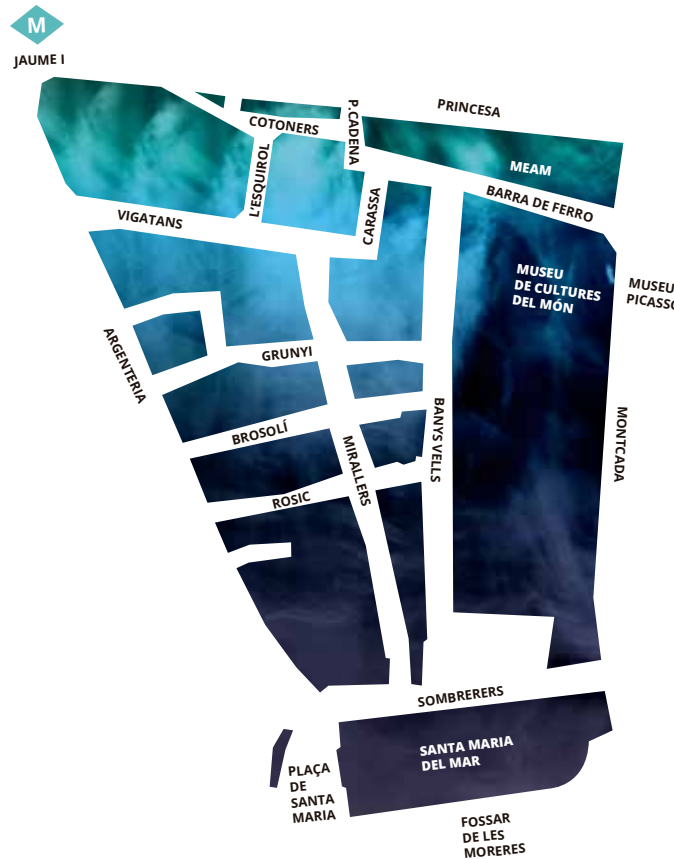 M
JAUME I
PRINCESA
P.CADENA
COTONERS
L'ESQUIROL
MEAM
BARRA DE FERRO
CARASSA
VIGATANS
MUSEU
DE CULTURES
DEL MÓN
MUSEU
PICASSO
ARGENTERIA
GRUNYI
BANYS VELLS
MONTCADA
BROSOLÍ
MIRALLERS
ROSIC
SOMBRERERS
SANTA MARIA
DEL MAR
PLAÇA
DE
SANTA
MARIA
FOSSAR
DE LES
MORERES